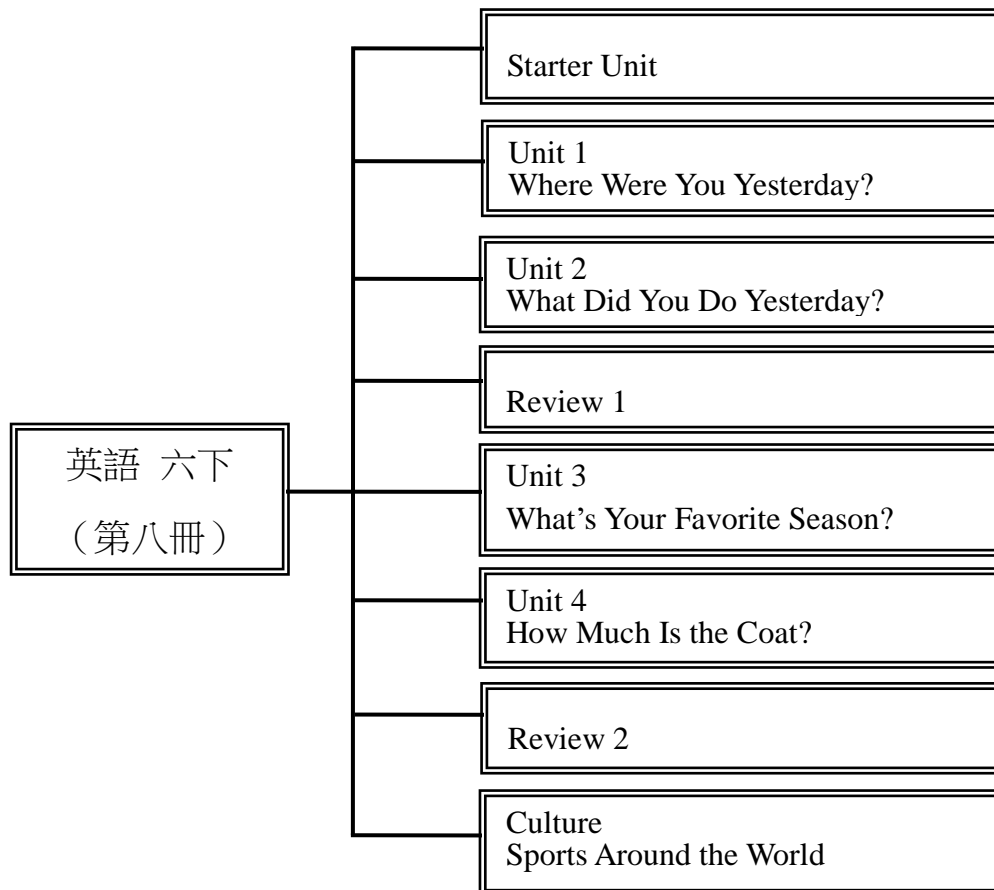 Starter Unit
Unit 1
Where Were You Yesterday?
Unit 2
What Did You Do Yesterday?
Review 1
英語 六下
（第八冊）
Unit 3
What’s Your Favorite Season?
Unit 4
How Much Is the Coat?
Review 2
Culture
Sports Around the World